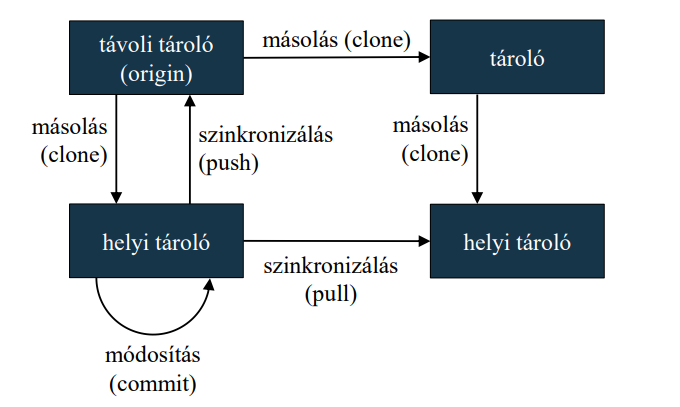 távoli tároló
(origin)
másolás (clone)
tároló
másolás
(clone)
szinkronizálás
(push)
másolás
(clone)
helyi tároló
szinkronizálás
(pull)
helyi tároló
módosítás
(commit)